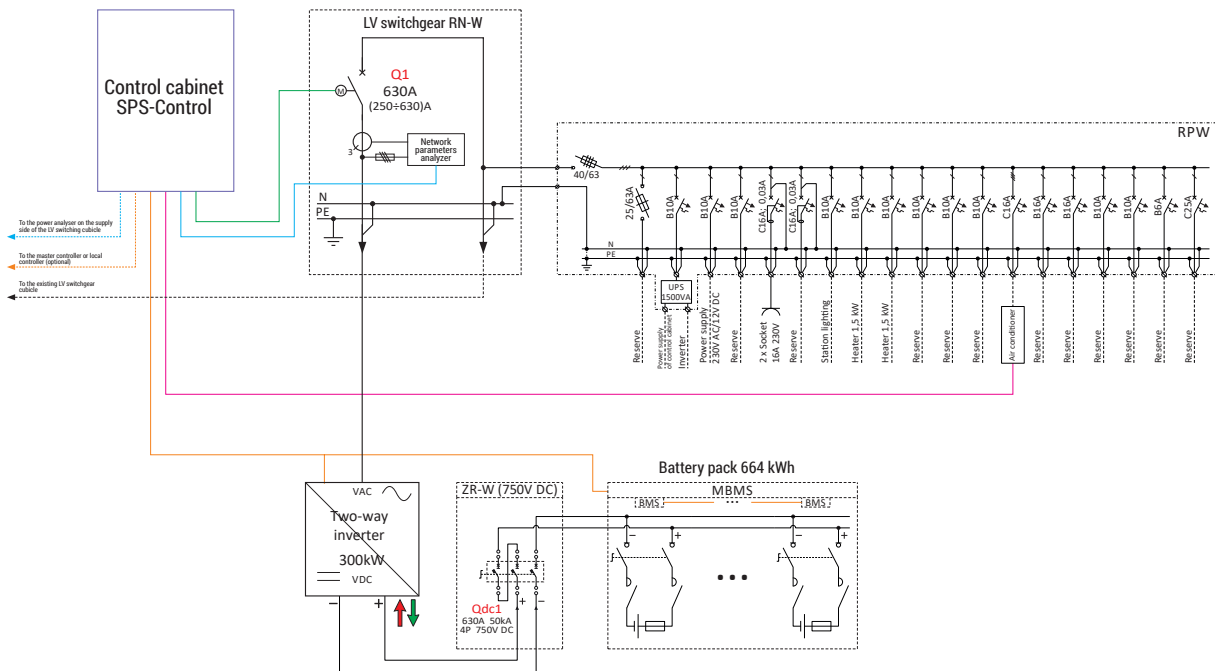 LV switchgear RN-W
Control cabinet
SPS-Control
Q1
630A
(250÷630)A
M
3
Network
parameters
analyzer
N
PE
To the power analyser on the supply
side of the LV switching cubicle
To the master controller or local
controller (optional)
To the existing LV switchgear
cubicle
RPW
40/63
25/63A
B10A
B10A
B10A
C16A; 0,03A
C16A; 0,03A
B10A
B10A
B10A
B10A
B10A
B10A
C16A
B16A
B16A
B10A
B10A
B6A
C25A
N
PE
UPS
1500VA
Reserve
Power supply
of control cabinet
Inverter
Power supply
230V AC/12V DC
Reserve
2 x Socket
16A 230V
Reserve
Station lighting
Heater 1,5 kW
Heater 1,5 kW
Reserve
Reserve
Reserve
Air conditioner
Reserve
Reserve
Reserve
Reserve
Reserve
Reserve
VAC
Two-way
inverter
300kW
VDC
−
+
ZR-W (750V DC)
+
−
Qdc1
630A 50kA
4P 750V DC
Battery pack 664 kWh
MBMS
BMS
...
BMS
−
+
−
+